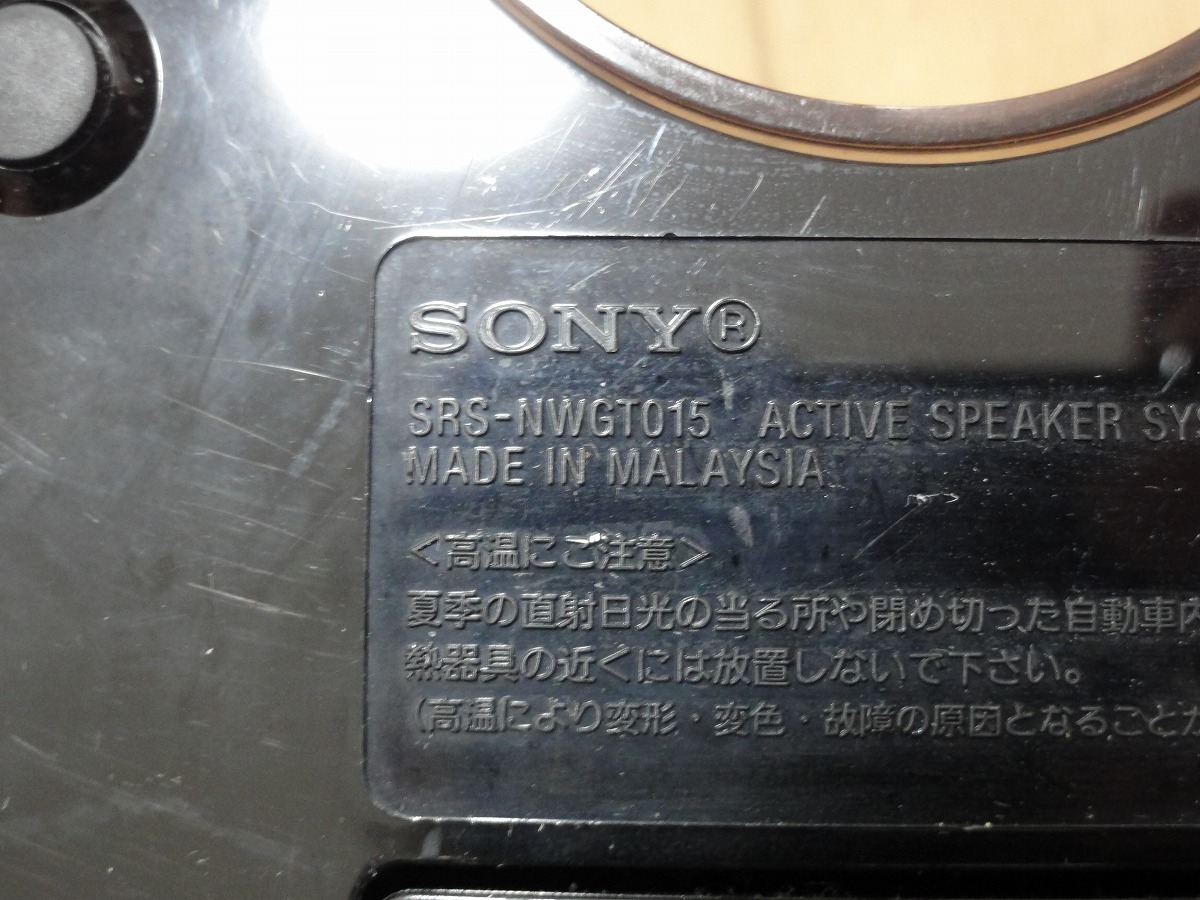 SONY®
SRS-NWGT015 ACTIVE SPEAKER
MADE IN MALAYSIA
<高温にご注意>
夏季の直射日光の当る所や閉め切った自動車内
熱器具の近くには放置しないで下さい。
(高温により変形・変色・故障の原因となること